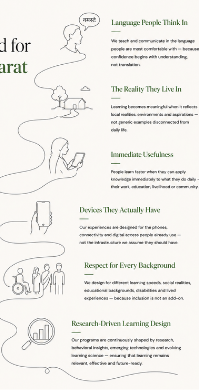 नमस्ते
d for
arat
Language People Think In
We teach and communicate in the language
people are most comfortable with — because
confidence begins with understanding,
not translation.
The Reality They Live In
Learning becomes meaningful when it reflects
local realities, environments and aspirations —
not generic examples disconnected from
daily life.
Immediate Usefulness
People learn faster when they can apply
knowledge immediately to what they do daily –
their work, education, livelihood or community
Devices They Actually Have
Our experiences are designed for the phones,
connectivity and digital access people already use —
not the infrastructure we assume they should have.
Respect for Every Background
We design for different learning speeds, social realities,
educational backgrounds, disabilities and lived
experiences — because inclusion is not an add-on.
Research-Driven Learning Design
Our programs are continuously shaped by research,
behavioral insights, emerging technologies and evolving
learning science — ensuring that learning remains
relevant, effective and future-ready.